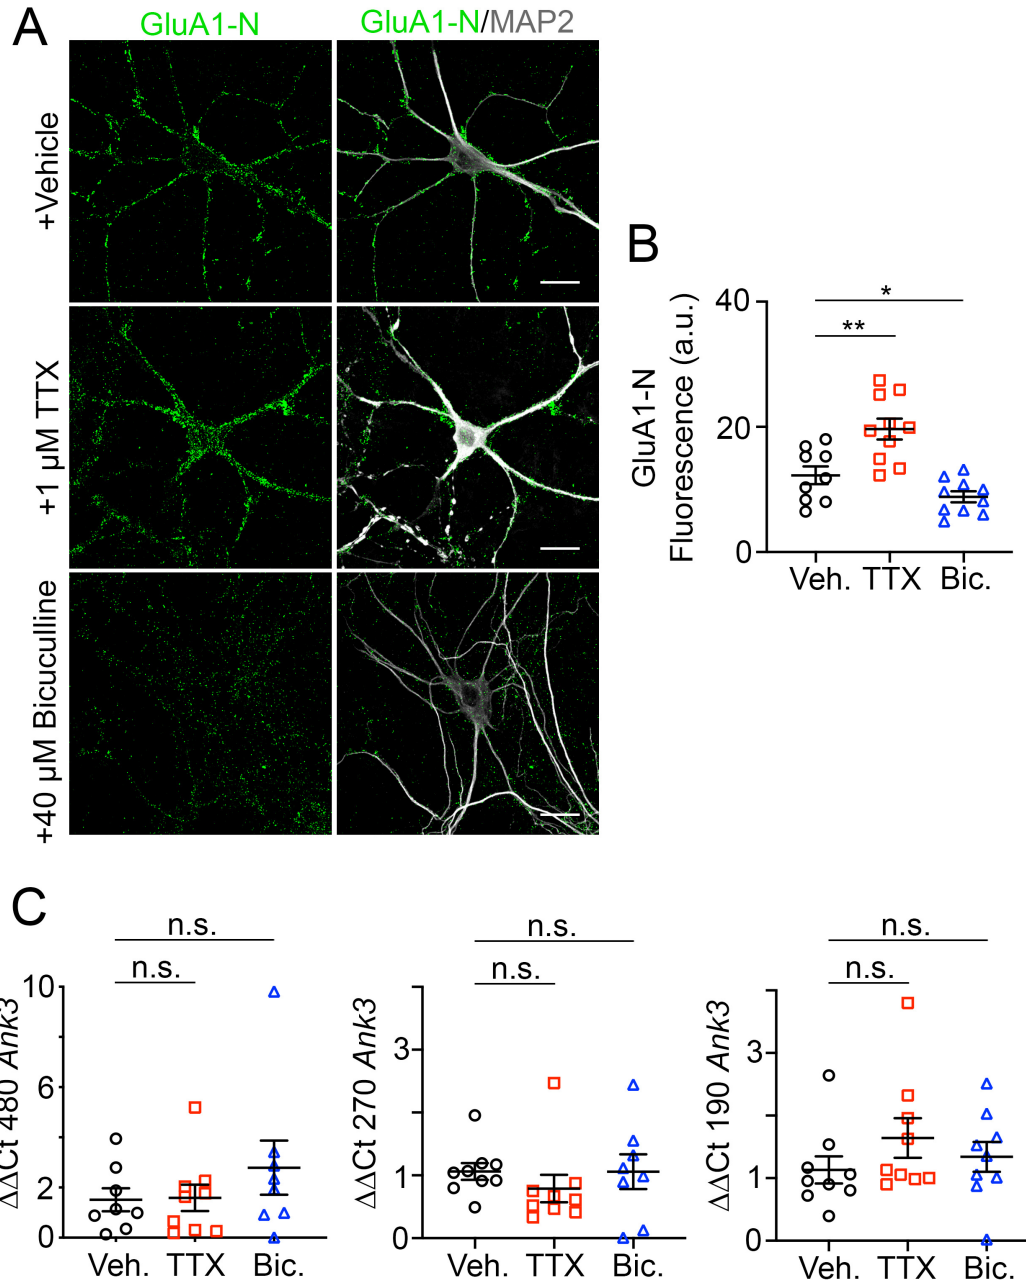 A
GluA1-N
GluA1-N/MAP2
+Vehicle
+1 µM TTX
+40 µM Bicuculline
B
GluA1-N
Fluorescence (a.u.)
40
20
0
*
**
Veh.
TTX
Bic.
C
ΔΔCt 480 Ank3
10
6
2
0
n.s.
n.s.
Veh.
TTX
Bic.
ΔΔCt 270 Ank3
3
1
0
n.s.
n.s.
Veh.
TTX
Bic.
ΔΔCt 190 Ank3
3
1
0
n.s.
n.s.
Veh.
TTX
Bic.